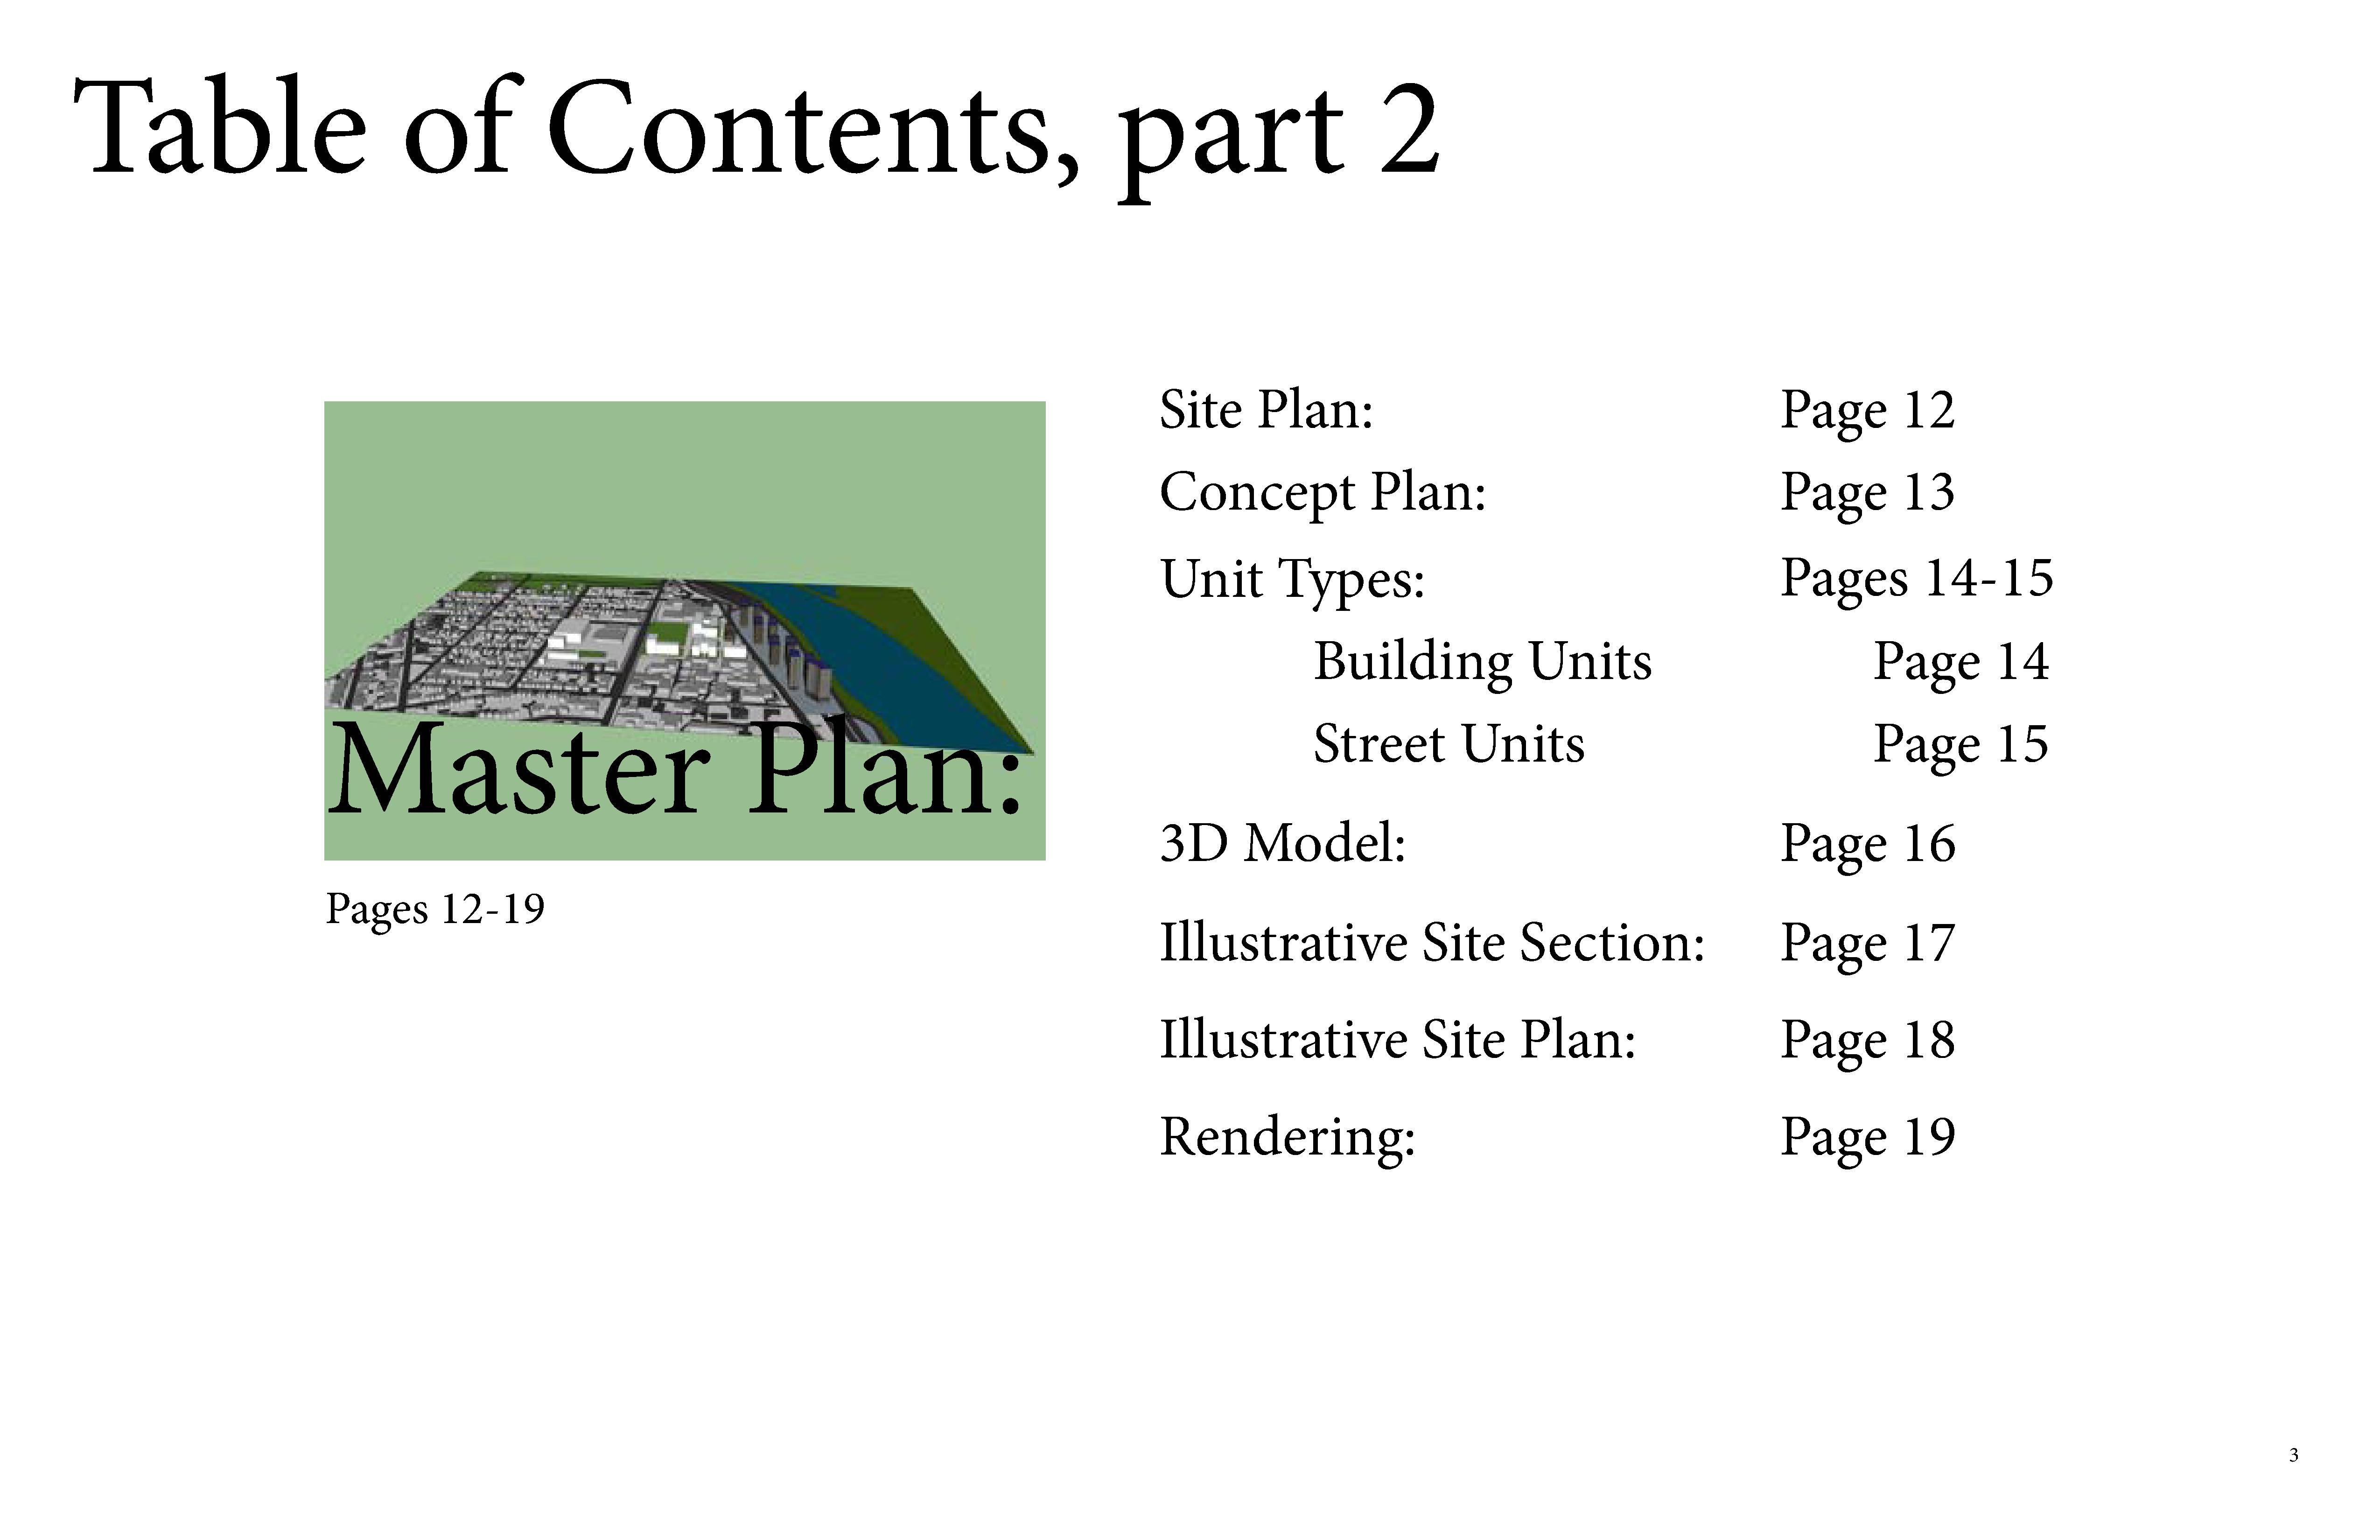 Table of Contents, part 2
Master Plan:
Pages 12-19
Site Plan: Page 12
Concept Plan: Page 13
Unit Types: Pages 14-15
Building Units Page 14
Street Units Page 15
3D Model: Page 16
Illustrative Site Section: Page 17
Illustrative Site Plan: Page 18
Rendering: Page 19
3